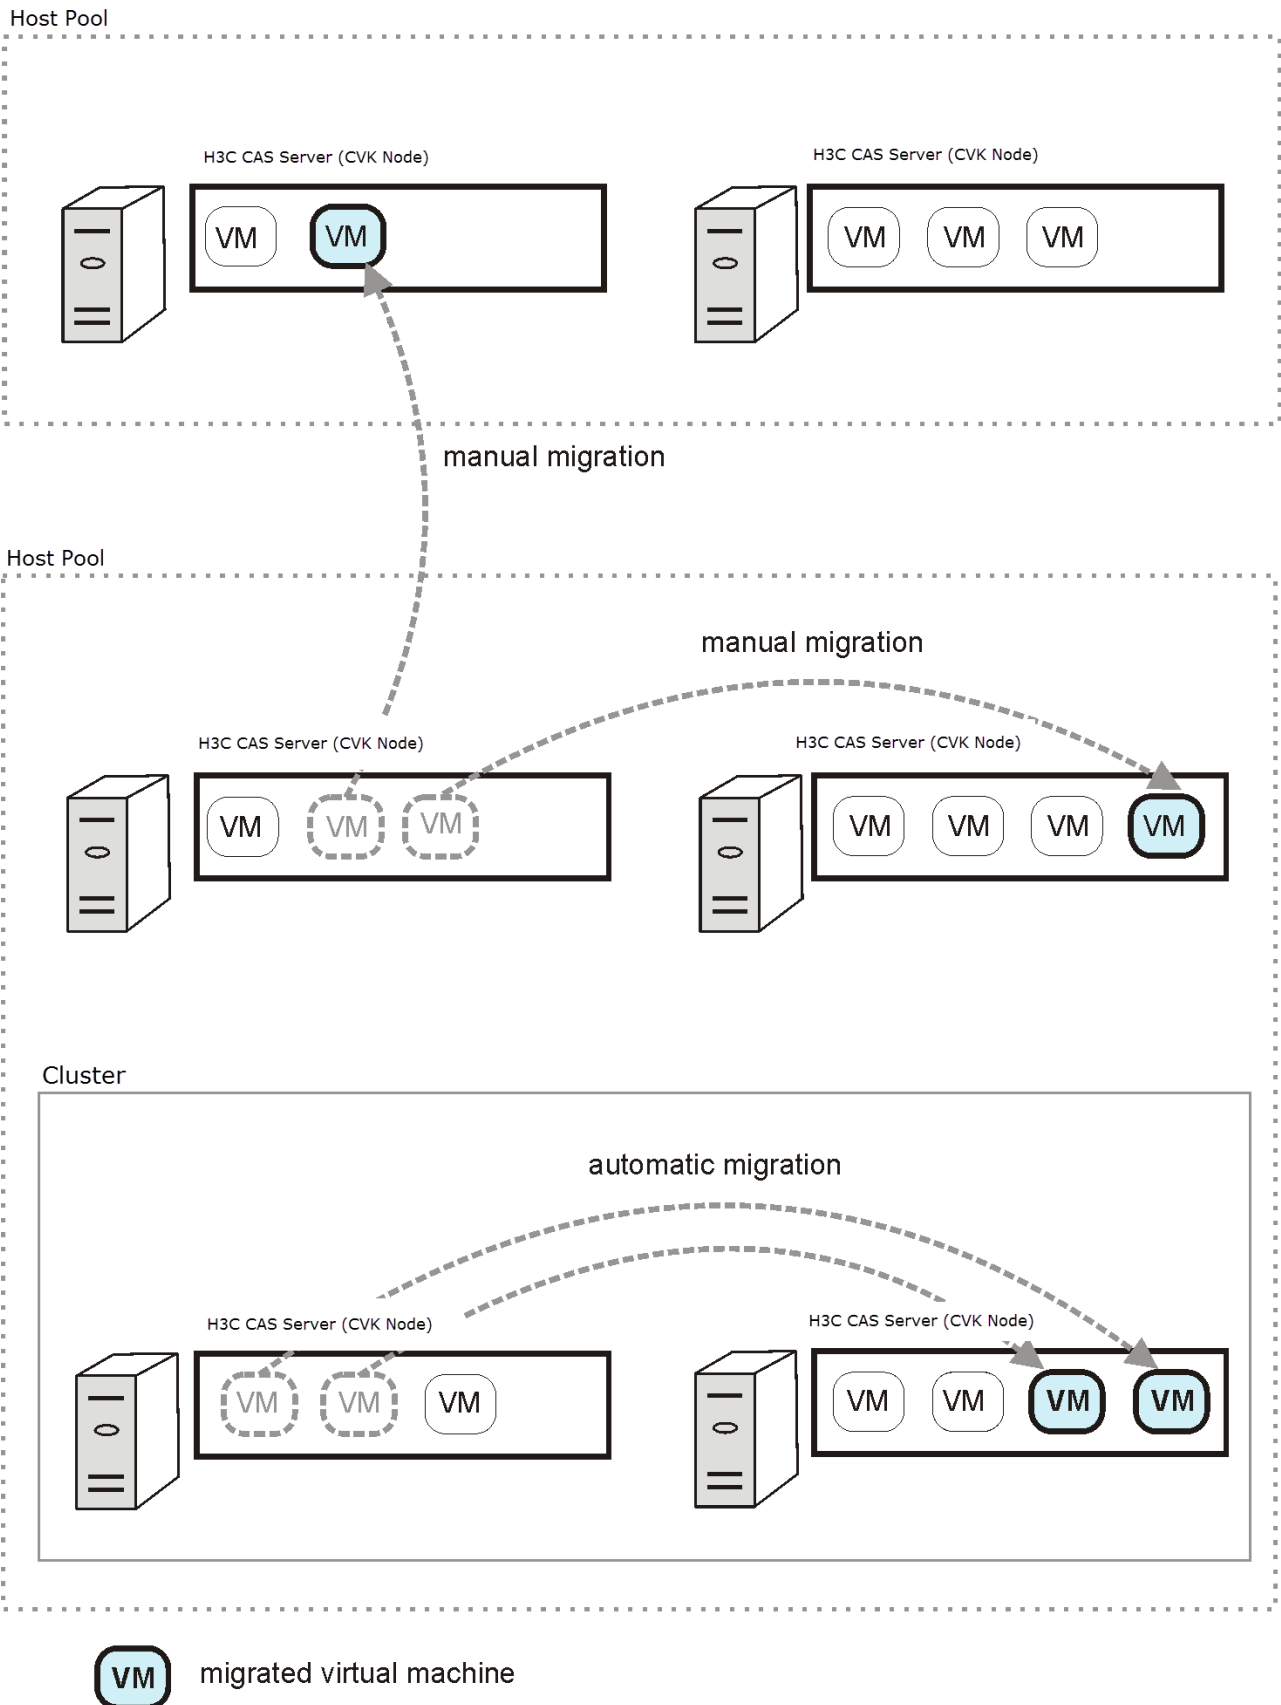 Host Pool
H3C CAS Server (CVK Node)
H3C CAS Server (CVK Node)
VM
VM
VM
VM
VM
manual migration
Host Pool
manual migration
H3C CAS Server (CVK Node)
H3C CAS Server (CVK Node)
VM
VM
VM
VM
VM
VM
VM
Cluster
automatic migration
H3C CAS Server (CVK Node)
H3C CAS Server (CVK Node)
VM
VM
VM
VM
VM
VM
VM
VM
migrated virtual machine